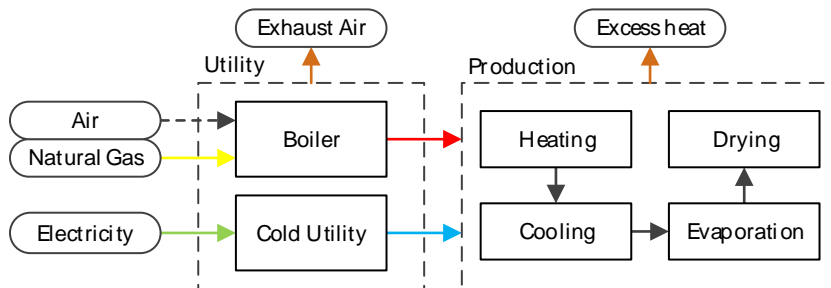 Exhaust Air
Excess heat
Utility
Production
Air
Boiler
Heating
Drying
Natural Gas
Electricity
Cold Utility
Cooling
Evaporation